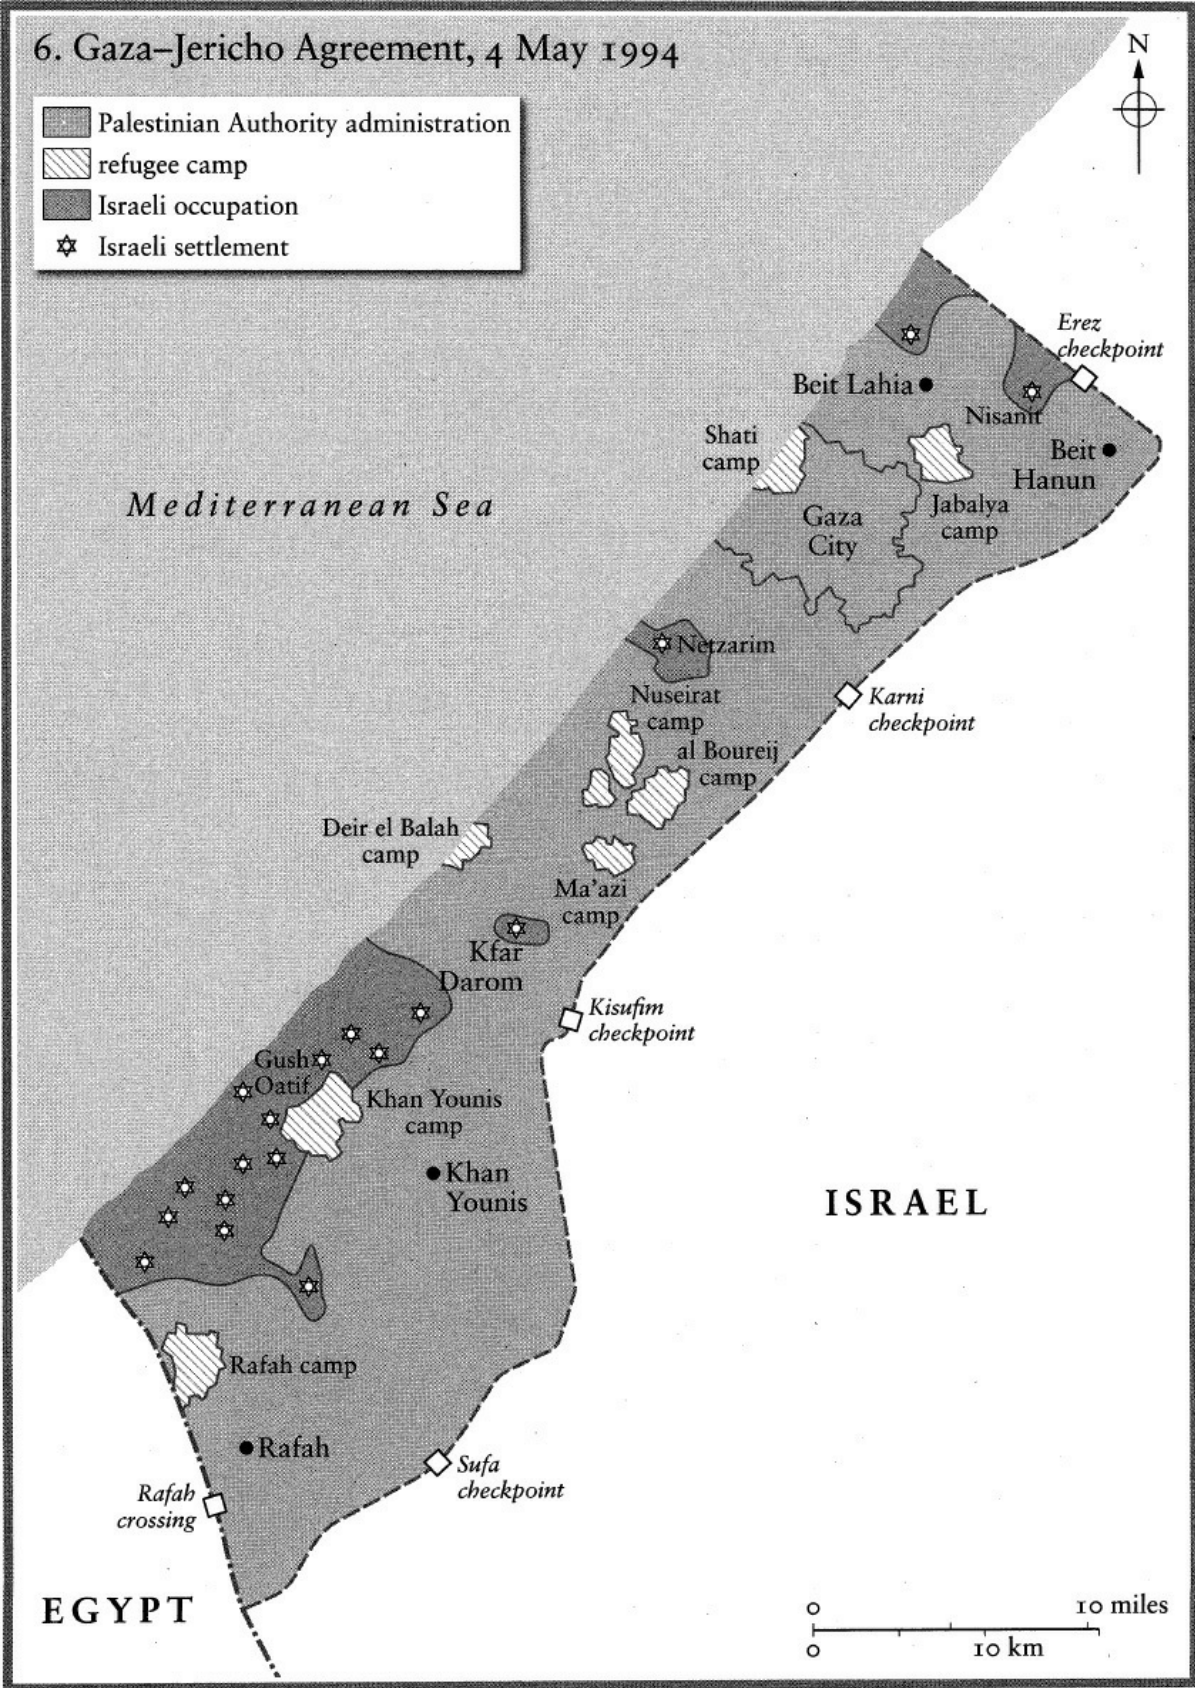 6. Gaza–Jericho Agreement, 4 May 1994
Palestinian Authority administration
refugee camp
Israeli occupation
Israeli settlement
N
Erez
checkpoint
Beit Lahia
Nisanit
Shati
camp
Beit
Hanun
Jabalya
camp
Mediterranean Sea
Gaza
City
Netzarim
Nuseirat
camp
Karni
checkpoint
al Boureij
camp
Deir el Balah
camp
Ma'azi
camp
Kfar
Darom
Kisufim
checkpoint
Gush
Oatif
Khan Younis
camp
Khan
Younis
ISRAEL
Rafah camp
Rafah
Sufa
checkpoint
Rafah
crossing
EGYPT
0 10 miles
0 10 km